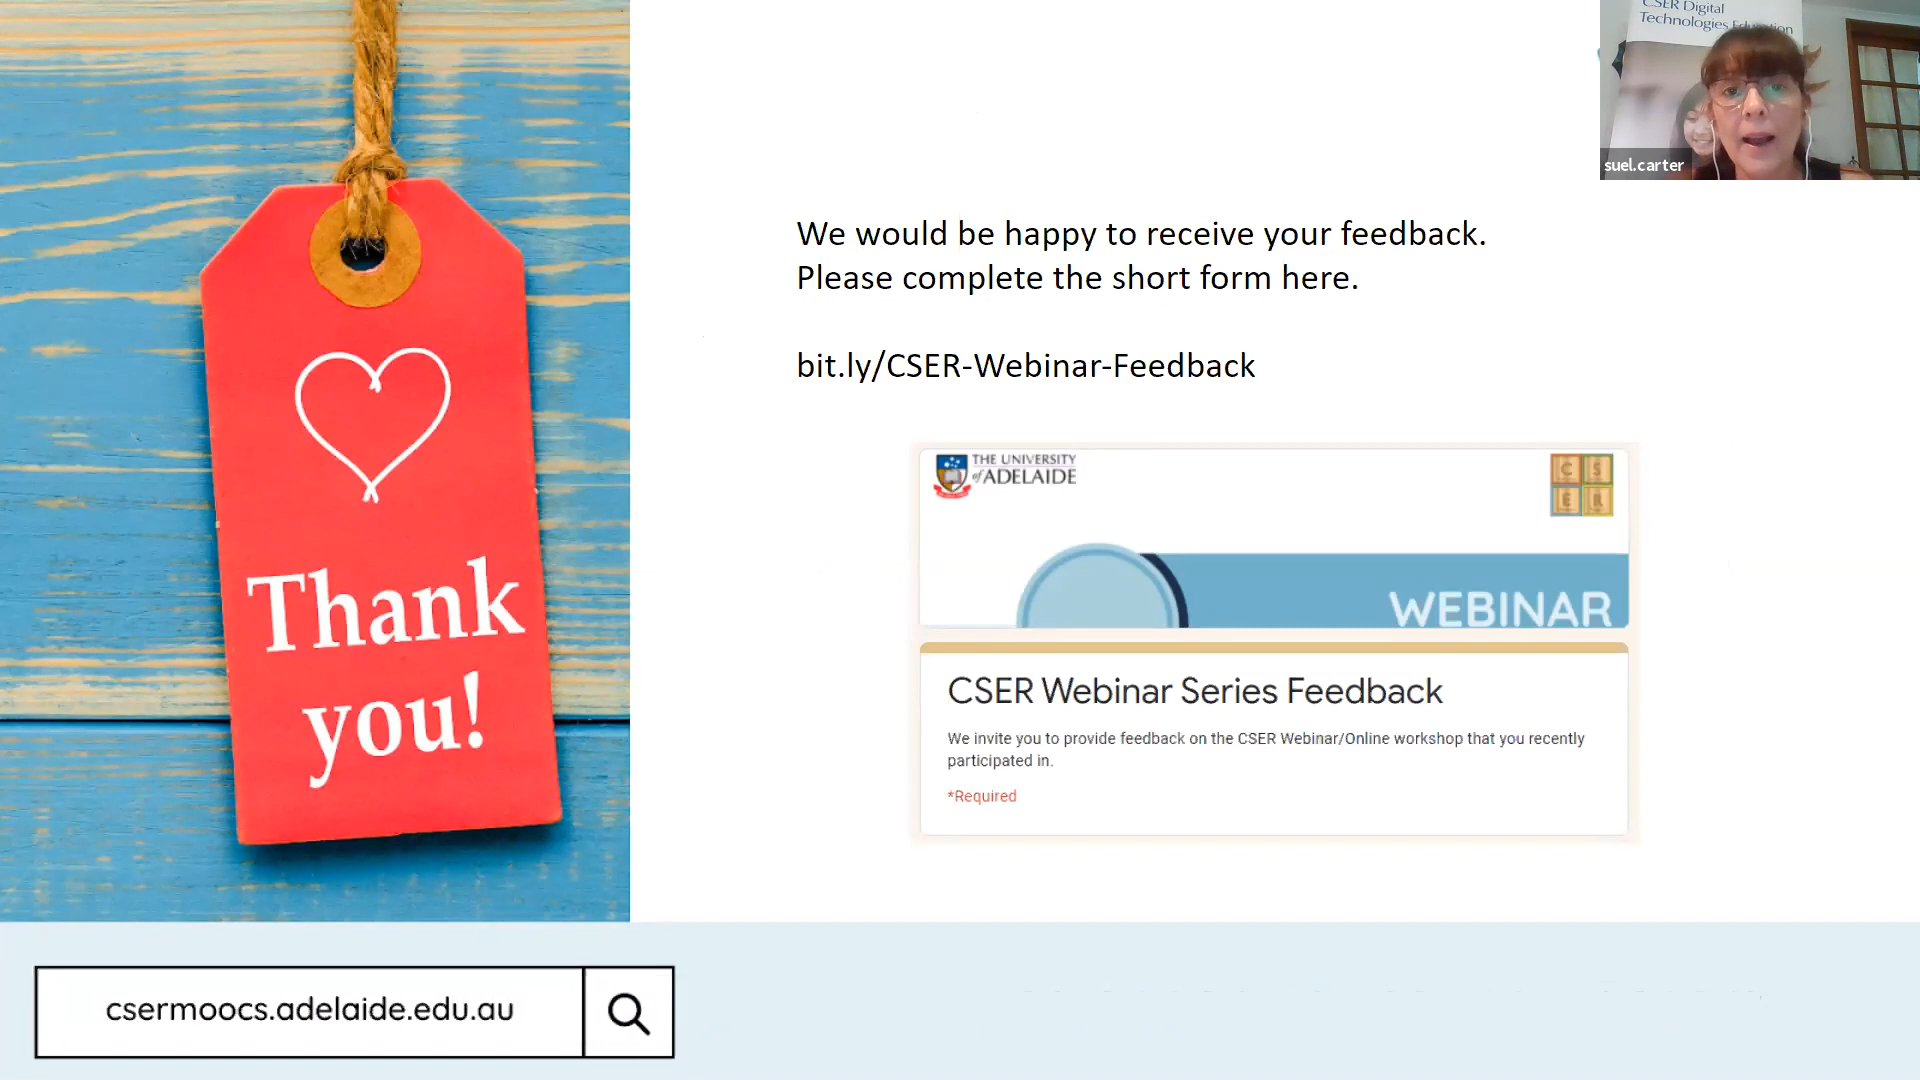 CSER Digital
Technologies Education
suel.carter
We would be happy to receive your feedback.
Please complete the short form here.
bit.ly/CSER-Webinar-Feedback
Thank
you!
THE UNIVERSITY
of ADELAIDE
C S
E R
WEBINAR
CSER Webinar Series Feedback
We invite you to provide feedback on the CSER Webinar/Online workshop that you recently
participated in.
*Required
csermoocs.adelaide.edu.au